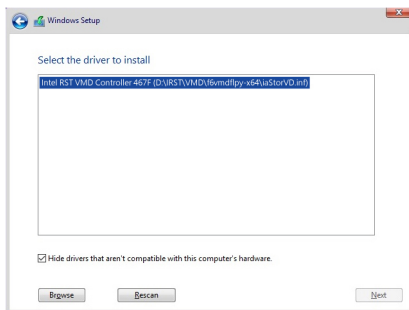 Windows Setup
Select the driver to install
Intel RST VMD Controller 467F (D:\IRST\VMD\f6vmdflpy-x64\iaStorVD.inf)
Hide drivers that aren't compatible with this computer's hardware.
Browse Rescan Next